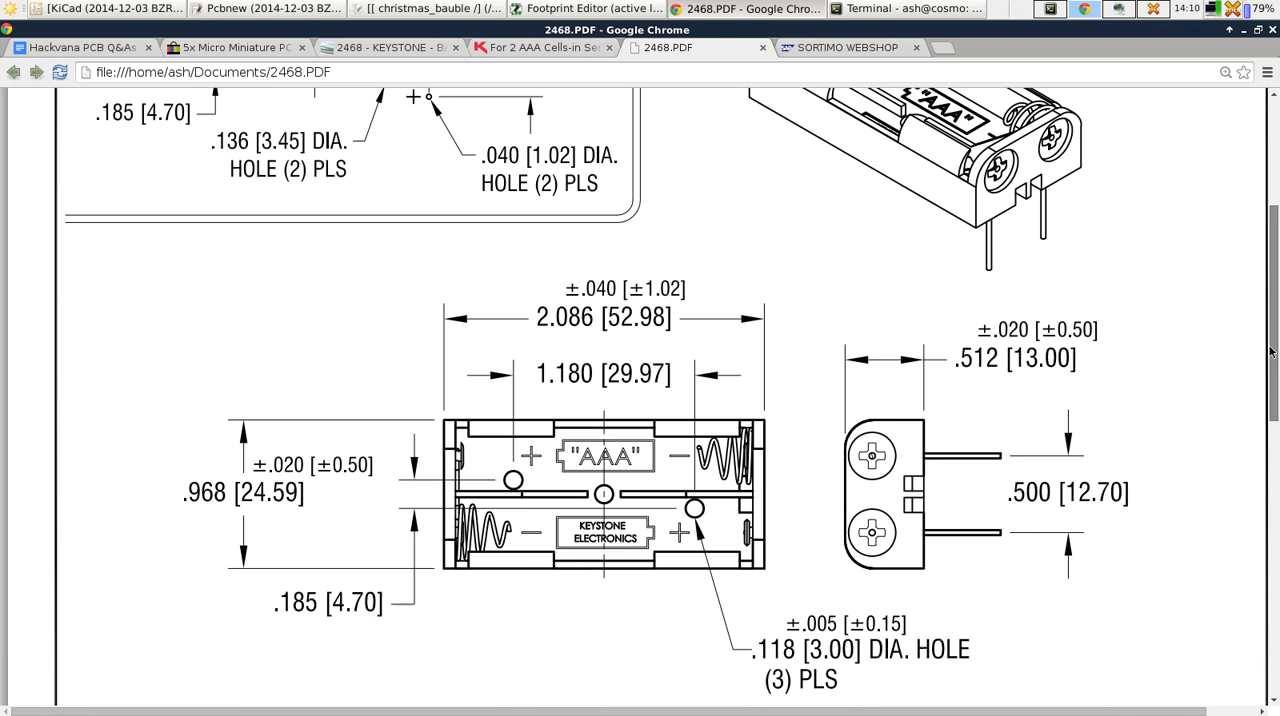 [KiCad (2014-12-03 BZR...
Pcbnew (2014-12-03 BZR...
[[ christmas_bauble /] (/...
Footprint Editor (active l...
2468.PDF - Google Chro...
Terminal - ash@cosmo: ...
14:10
79%
2468.PDF - Google Chrome
Hackvana PCB Q&As
5x Micro Miniature PC
2468 - KEYSTONE - BA
For 2 AAA Cells-in Ser
2468.PDF
SORTIMO WEBSHOP
file:///home/ash/Documents/2468.PDF
.185 [4.70]
+
.136 [3.45] DIA.
HOLE (2) PLS
.040 [1.02] DIA.
HOLE (2) PLS
"AAA"
±.040 [±1.02]
2.086 [52.98]
±.020 [±0.50]
.512 [13.00]
1.180 [29.97]
±.020 [±0.50]
.968 [24.59]
+ "AAA" −
− KEYSTONE
ELECTRONICS +
.500 [12.70]
.185 [4.70]
±.005 [±0.15]
.118 [3.00] DIA. HOLE
(3) PLS